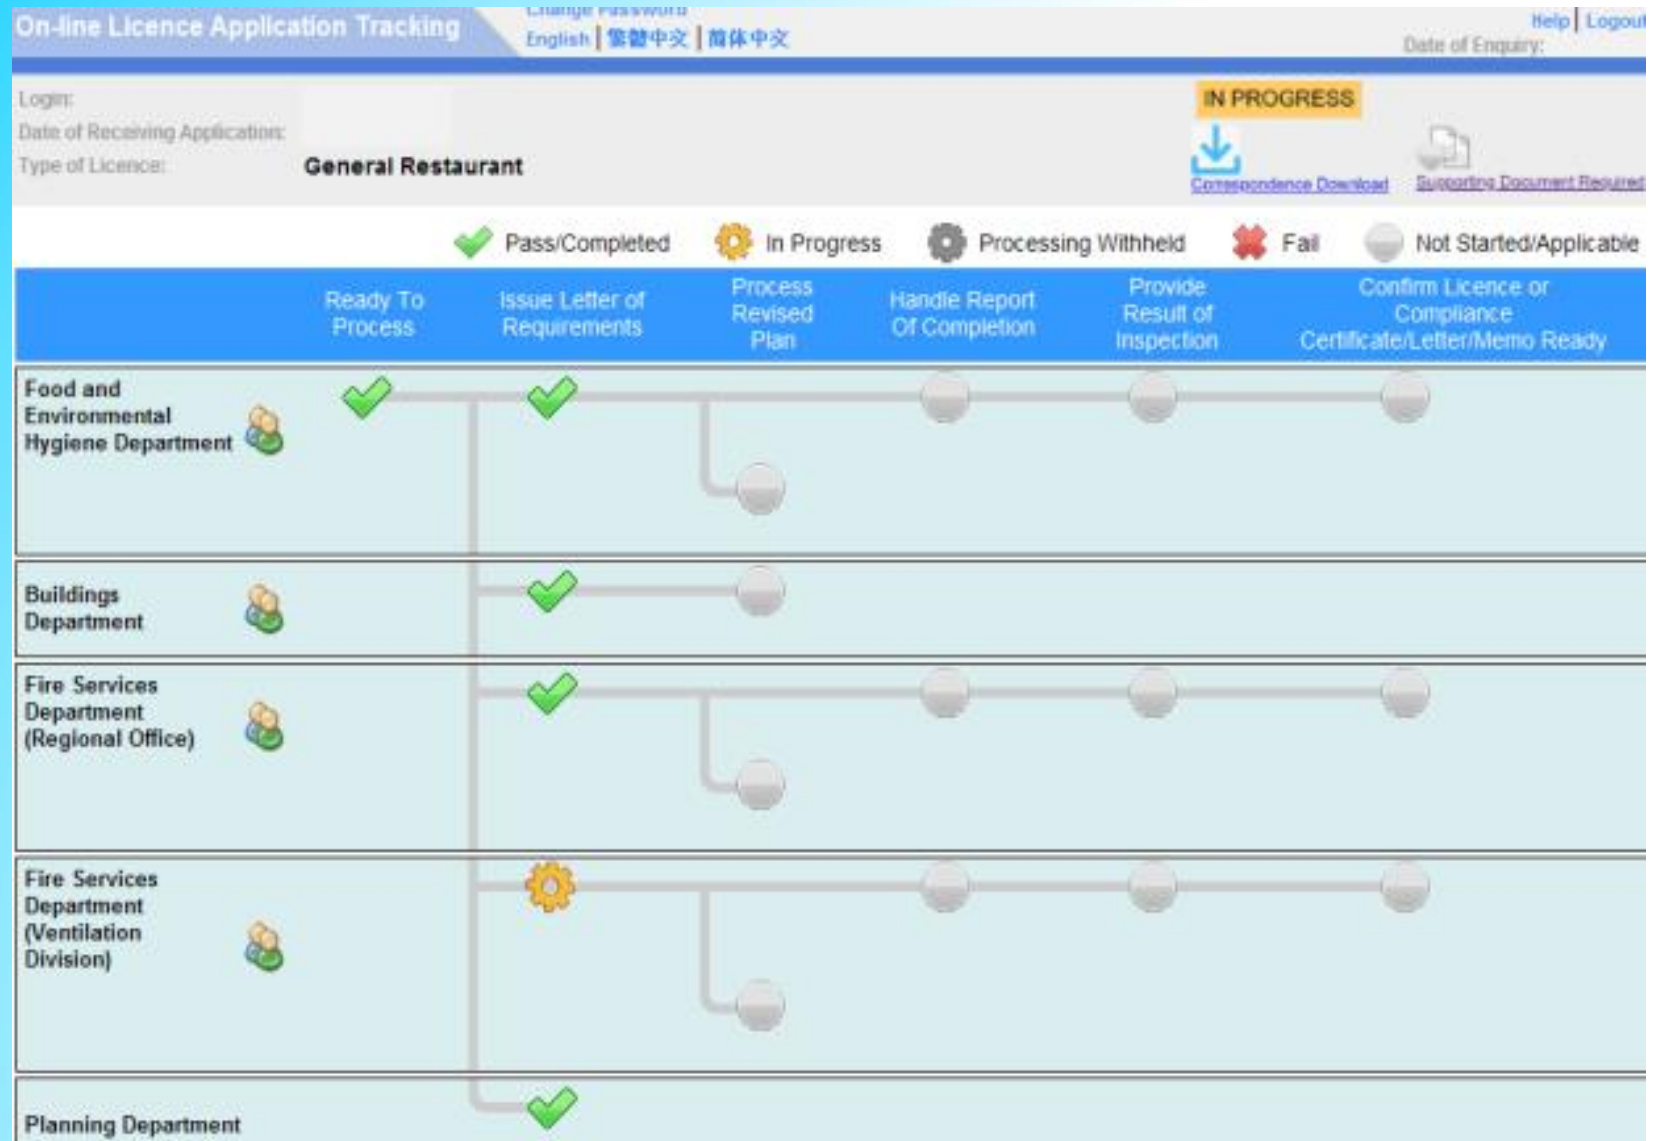 Change Password
On-line Licence Application Tracking
English | 繁體中文 | 简体中文
Help | Logout
Date of Enquiry:
Login:
IN PROGRESS
Date of Receiving Application:
Type of Licence: General Restaurant
Correspondence Download
Supporting Document Required
Pass/Completed In Progress Processing Withheld Fail Not Started/Applicable
Ready To
Process
Issue Letter of
Requirements
Process
Revised
Plan
Handle Report
Of Completion
Provide
Result of
Inspection
Confirm Licence or
Compliance
Certificate/Letter/Memo Ready
Food and
Environmental
Hygiene Department
Buildings
Department
Fire Services
Department
(Regional Office)
Fire Services
Department
(Ventilation
Division)
Planning Department